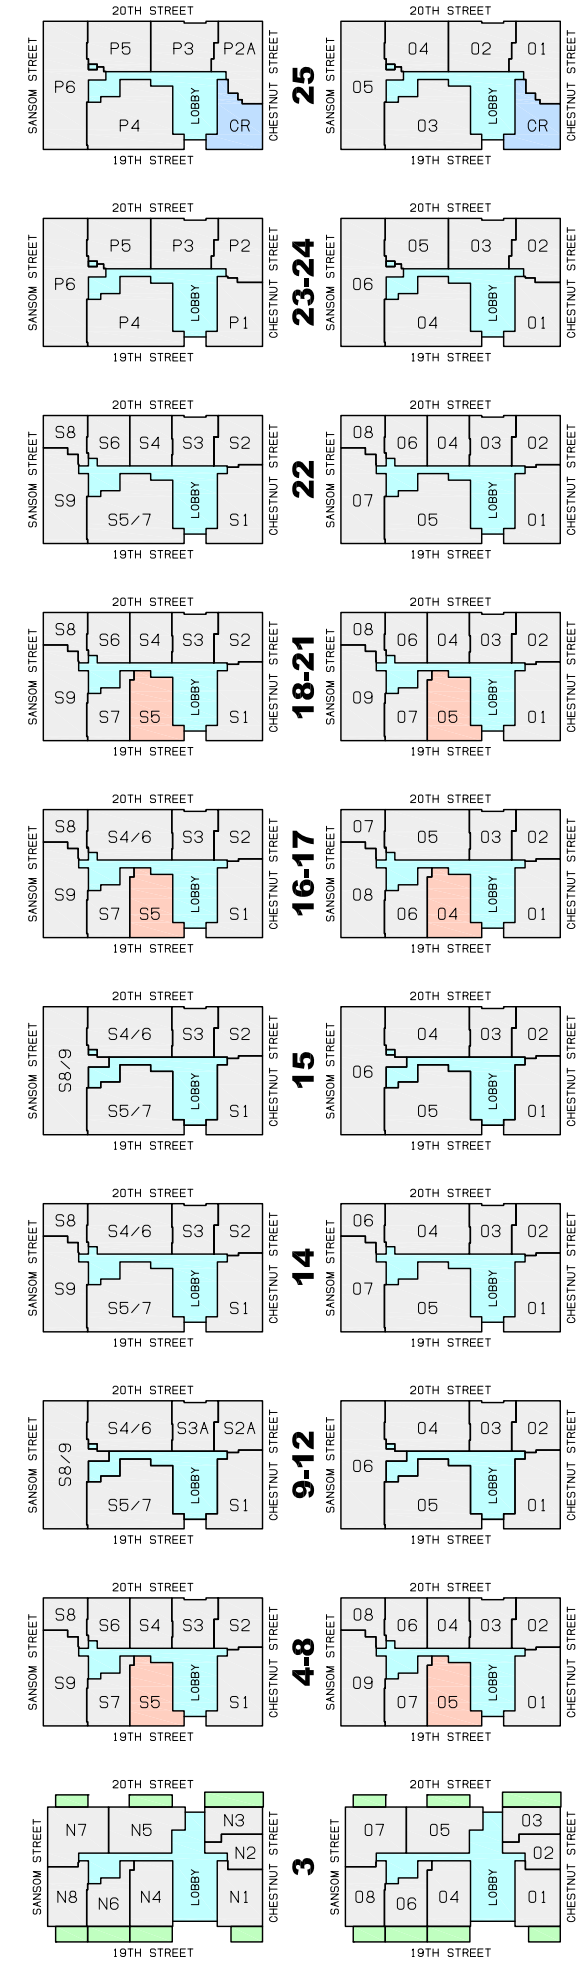 20TH STREET 20TH STREET
SANSOM STREET P5 P3 P2A CHESTNUT STREET 25 SANSOM STREET 04 02 01 CHESTNUT STREET
P6 LOBBY 05 LOBBY
P4 CR 03 CR
19TH STREET 19TH STREET
20TH STREET 20TH STREET
SANSOM STREET P5 P3 P2 CHESTNUT STREET 23-24 SANSOM STREET 05 03 02 CHESTNUT STREET
P6 LOBBY 06 LOBBY
P4 P1 04 01
19TH STREET 19TH STREET
20TH STREET 20TH STREET
SANSOM STREET S8 S6 S4 S3 S2 CHESTNUT STREET 22 SANSOM STREET 08 06 04 03 02 CHESTNUT STREET
S9 LOBBY 07 LOBBY
S5/7 S1 05 01
19TH STREET 19TH STREET
20TH STREET 20TH STREET
SANSOM STREET S8 S6 S4 S3 S2 CHESTNUT STREET 18-21 SANSOM STREET 08 06 04 03 02 CHESTNUT STREET
S9 LOBBY 09 LOBBY
S7 S5 S1 07 05 01
19TH STREET 19TH STREET
20TH STREET 20TH STREET
SANSOM STREET S8 S4/6 S3 S2 CHESTNUT STREET 16-17 SANSOM STREET 07 05 03 02 CHESTNUT STREET
S9 LOBBY 08 LOBBY
S7 S5 S1 06 04 01
19TH STREET 19TH STREET
20TH STREET 20TH STREET
SANSOM STREET S4/6 S3 S2 CHESTNUT STREET 15 SANSOM STREET 04 03 02 CHESTNUT STREET
S8/9 LOBBY 06 LOBBY
S5/7 S1 05 01
19TH STREET 19TH STREET
20TH STREET 20TH STREET
SANSOM STREET S8 S4/6 S3 S2 CHESTNUT STREET 14 SANSOM STREET 06 04 03 02 CHESTNUT STREET
S9 LOBBY 07 LOBBY
S5/7 S1 05 01
19TH STREET 19TH STREET
20TH STREET 20TH STREET
SANSOM STREET S4/6 S3A S2A CHESTNUT STREET 9-12 SANSOM STREET 04 03 02 CHESTNUT STREET
S8/9 LOBBY 06 LOBBY
S5/7 S1 05 01
19TH STREET 19TH STREET
20TH STREET 20TH STREET
SANSOM STREET S8 S6 S4 S3 S2 CHESTNUT STREET 4-8 SANSOM STREET 08 06 04 03 02 CHESTNUT STREET
S9 LOBBY 09 LOBBY
S7 S5 S1 07 05 01
19TH STREET 19TH STREET
20TH STREET 20TH STREET
SANSOM STREET N7 N5 N3 CHESTNUT STREET 3 SANSOM STREET 07 05 03 CHESTNUT STREET
N2 02
N8 N6 N4 LOBBY N1 08 06 04 LOBBY 01
19TH STREET 19TH STREET